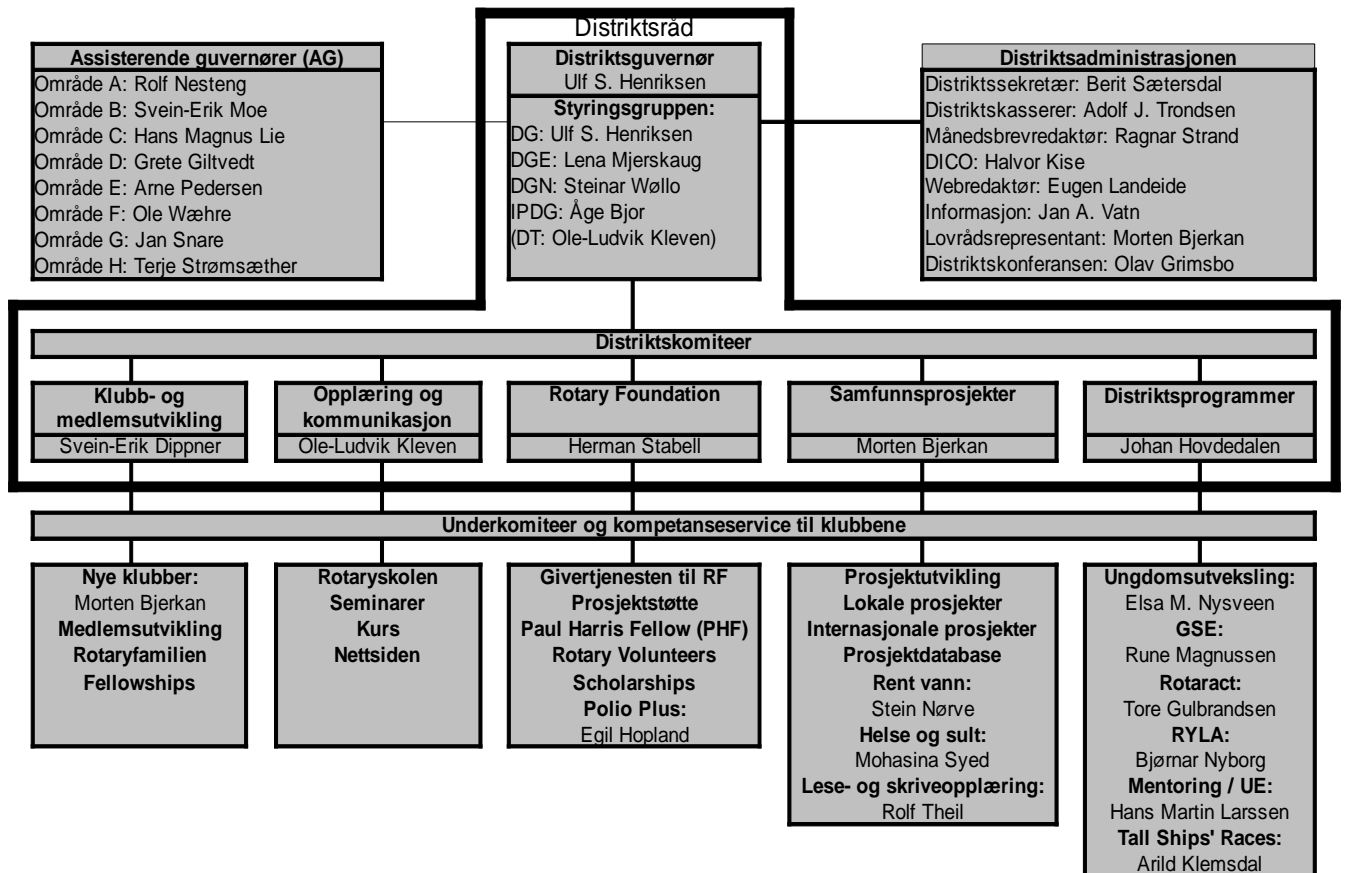 Distriktsråd
Assisterende guvernører (AG)
Område A: Rolf Nesteng
Område B: Svein-Erik Moe
Område C: Hans Magnus Lie
Område D: Grete Giltvedt
Område E: Arne Pedersen
Område F: Ole Wæhre
Område G: Jan Snare
Område H: Terje Strømsæther
Distriktsguvernør
Ulf S. Henriksen
Styringsgruppen:
DG: Ulf S. Henriksen
DGE: Lena Mjerskaug
DGN: Steinar Wøllo
IPDG: Åge Bjor
(DT: Ole-Ludvik Kleven)
Distriktsadministrasjonen
Distriktssekretær: Berit Sætersdal
Distriktskasserer: Adolf J. Trondsen
Månedsbrevredaktør: Ragnar Strand
DICO: Halvor Kise
Webredaktør: Eugen Landeide
Informasjon: Jan A. Vatn
Lovrådsrepresentant: Morten Bjerkan
Distriktskonferansen: Olav Grimsbo
Distriktskomiteer
Klubb- og
medlemsutvikling
Svein-Erik Dippner
Opplæring og
kommunikasjon
Ole-Ludvik Kleven
Rotary Foundation
Herman Stabell
Samfunnsprosjekter
Morten Bjerkan
Distriktsprogrammer
Johan Hovdedalen
Underkomiteer og kompetanseservice til klubbene
Nye klubber:
Morten Bjerkan
Medlemsutvikling
Rotaryfamilien
Fellowships
Rotaryskolen
Seminarer
Kurs
Nettsiden
Givertjenesten til RF
Prosjektstøtte
Paul Harris Fellow (PHF)
Rotary Volunteers
Scholarships
Polio Plus:
Egil Hopland
Prosjektutvikling
Lokale prosjekter
Internasjonale prosjekter
Prosjektdatabase
Rent vann:
Stein Nørve
Helse og sult:
Mohasina Syed
Lese- og skriveopplæring:
Rolf Theil
Ungdomsutveksling:
Elsa M. Nysveen
GSE:
Rune Magnussen
Rotaract:
Tore Gulbrandsen
RYLA:
Bjørnar Nyborg
Mentoring / UE:
Hans Martin Larssen
Tall Ships' Races:
Arild Klemsdal